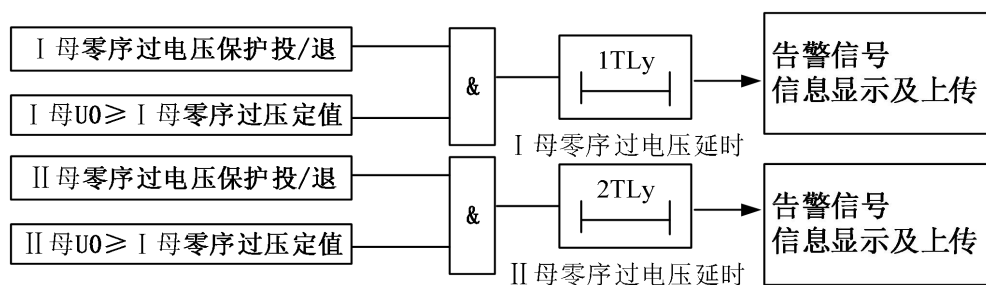 Ⅰ母零序过电压保护投/退
Ⅰ母U0≥Ⅰ母零序过压定值
&
1TLy
Ⅰ母零序过电压延时
告警信号
信息显示及上传
Ⅱ母零序过电压保护投/退
Ⅱ母U0≥Ⅰ母零序过压定值
&
2TLy
Ⅱ母零序过电压延时
告警信号
信息显示及上传